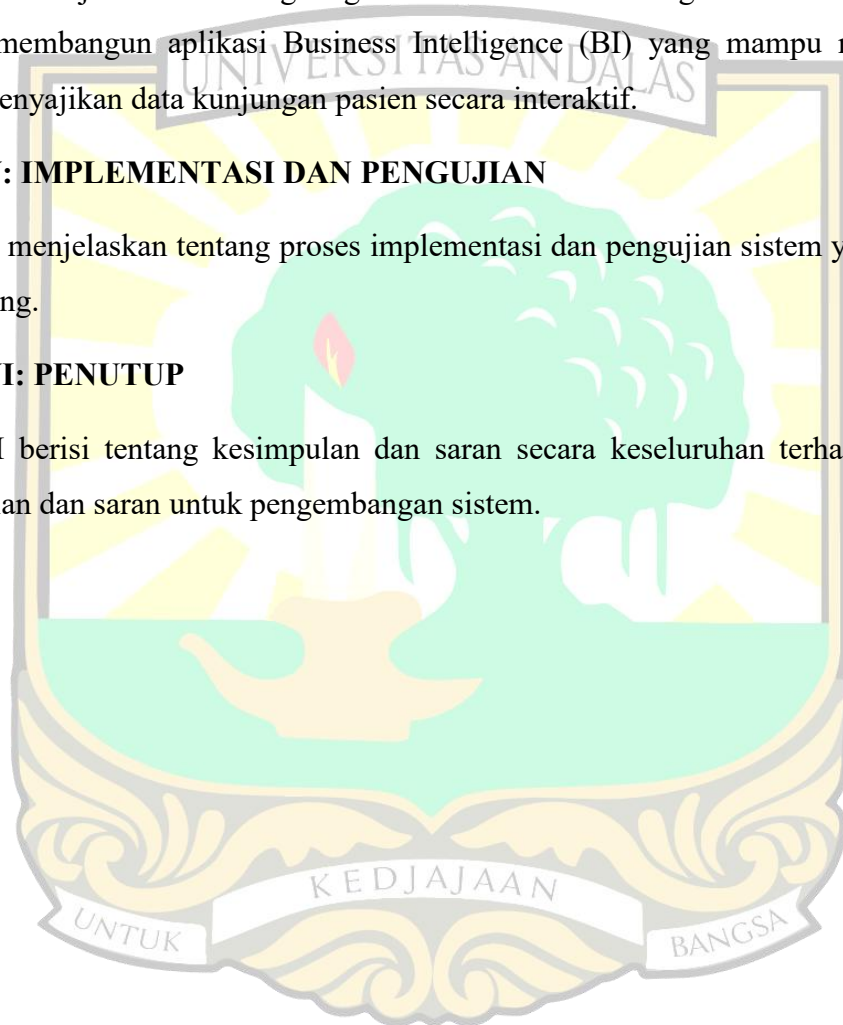 membangun aplikasi Business Intelligence (BI) yang mampu
UNIVERSITAS ANDALAS
enyajikan data kunjungan pasien secara interaktif.
: IMPLEMENTASI DAN PENGUJIAN
menjelaskan tentang proses implementasi dan pengujian sistem
ng.
I: PENUTUP
I berisi tentang kesimpulan dan saran secara keseluruhan terha
an dan saran untuk pengembangan sistem.
KEDJAJAAN
UNTUK
BANGSA